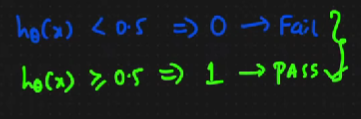 hθ(x) < 0.5 => 0 → Fail
hθ(x) ≥ 0.5 => 1 → PASS